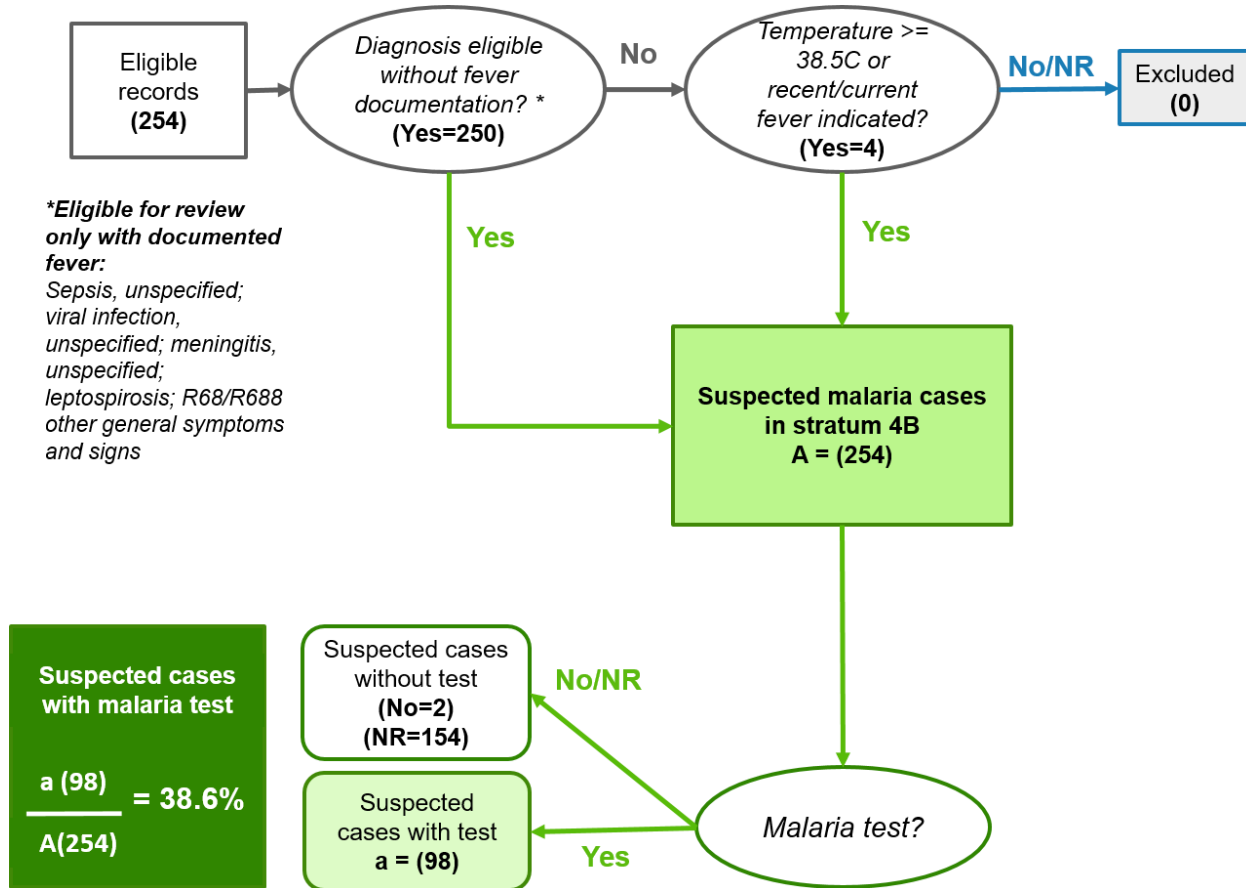 Eligible
records
(254)
Diagnosis eligible
without fever
documentation? *
(Yes=250)
No
Temperature >=
38.5C or
recent/current
fever indicated?
(Yes=4)
No/NR
Excluded
(0)
*Eligible for review
only with documented
fever:
Sepsis, unspecified;
viral infection,
unspecified; meningitis,
unspecified;
leptospirosis; R68/R688
other general symptoms
and signs
Yes
Yes
Suspected malaria cases
in stratum 4B
A = (254)
Suspected cases
with malaria test
a (98)
A(254)
= 38.6%
Suspected cases
without test
(No=2)
(NR=154)
No/NR
Suspected
cases with test
a = (98)
Yes
Malaria test?